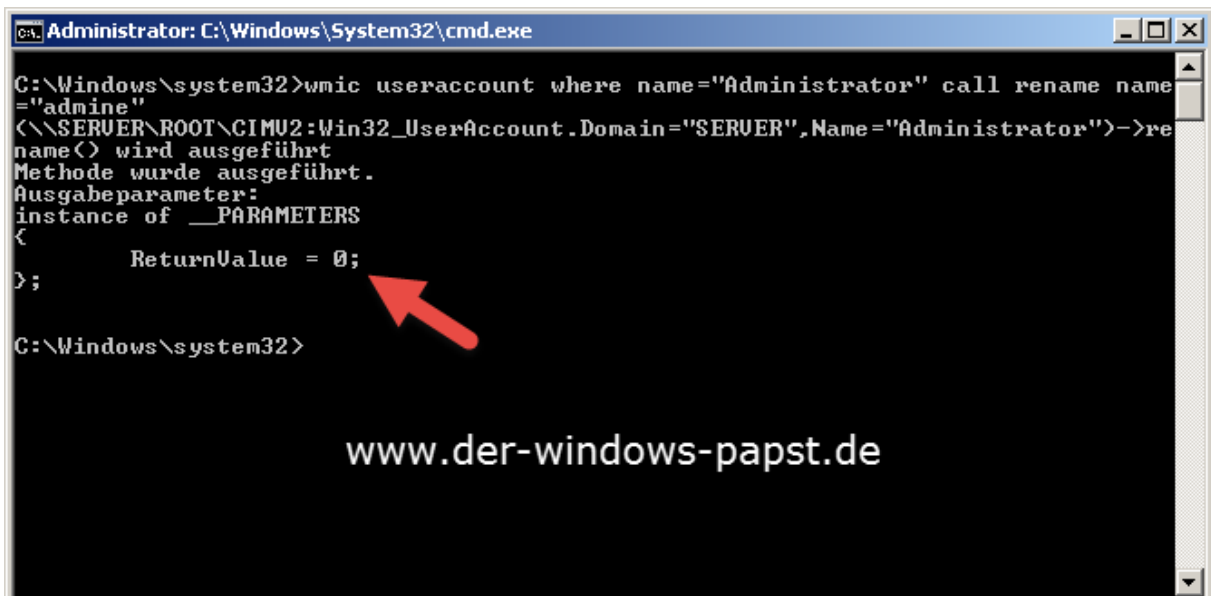 Administrator: C:\Windows\System32\cmd.exe
C:\Windows\system32>wmic useraccount where name="Administrator" call rename name
="admine"
(\\SERVER\ROOT\CIMV2:Win32_UserAccount.Domain="SERVER",Name="Administrator")->re
name() wird ausgeführt
Methode wurde ausgeführt.
Ausgabeparameter:
instance of __PARAMETERS
{
        ReturnValue = 0;
};
C:\Windows\system32>
www.der-windows-papst.de